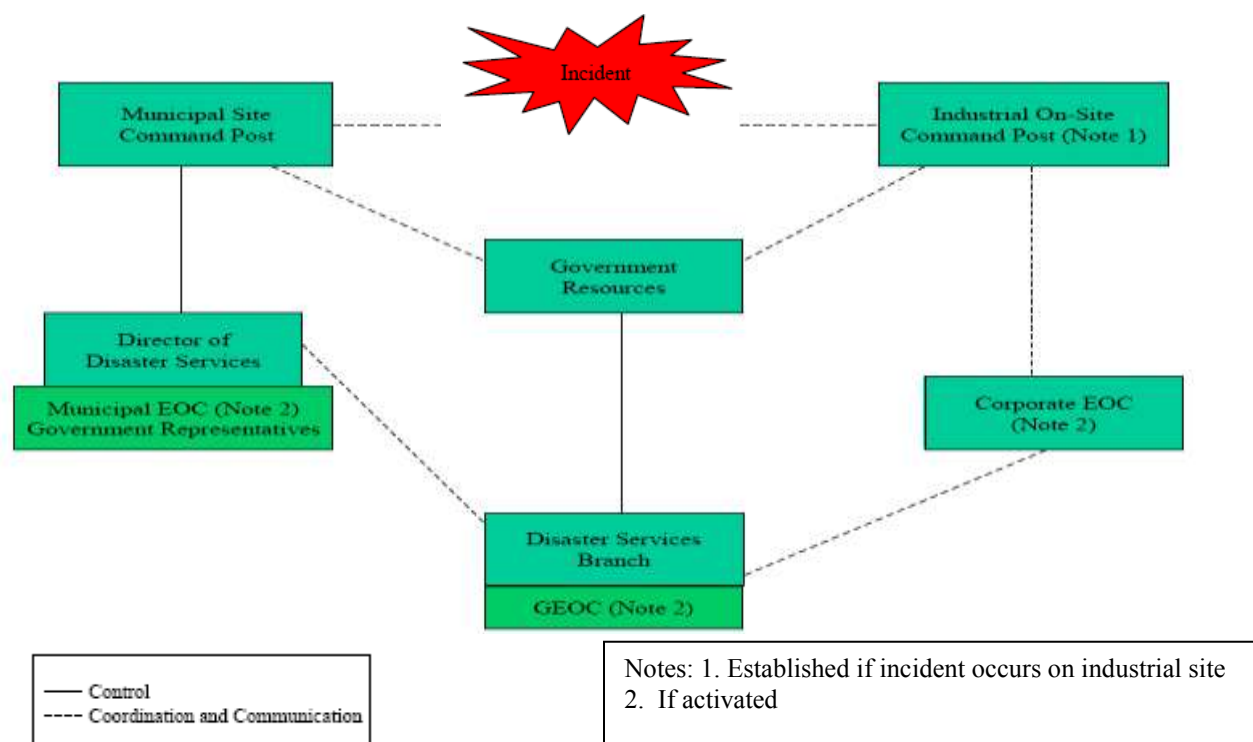 Incident
Municipal Site
Command Post
Industrial On-Site
Command Post (Note 1)
Government
Resources
Director of
Disaster Services
Municipal EOC (Note 2)
Government Representatives
Corporate EOC
(Note 2)
Disaster Services
Branch
GEOC (Note 2)
Control
Coordination and Communication
Notes: 1. Established if incident occurs on industrial site
2. If activated